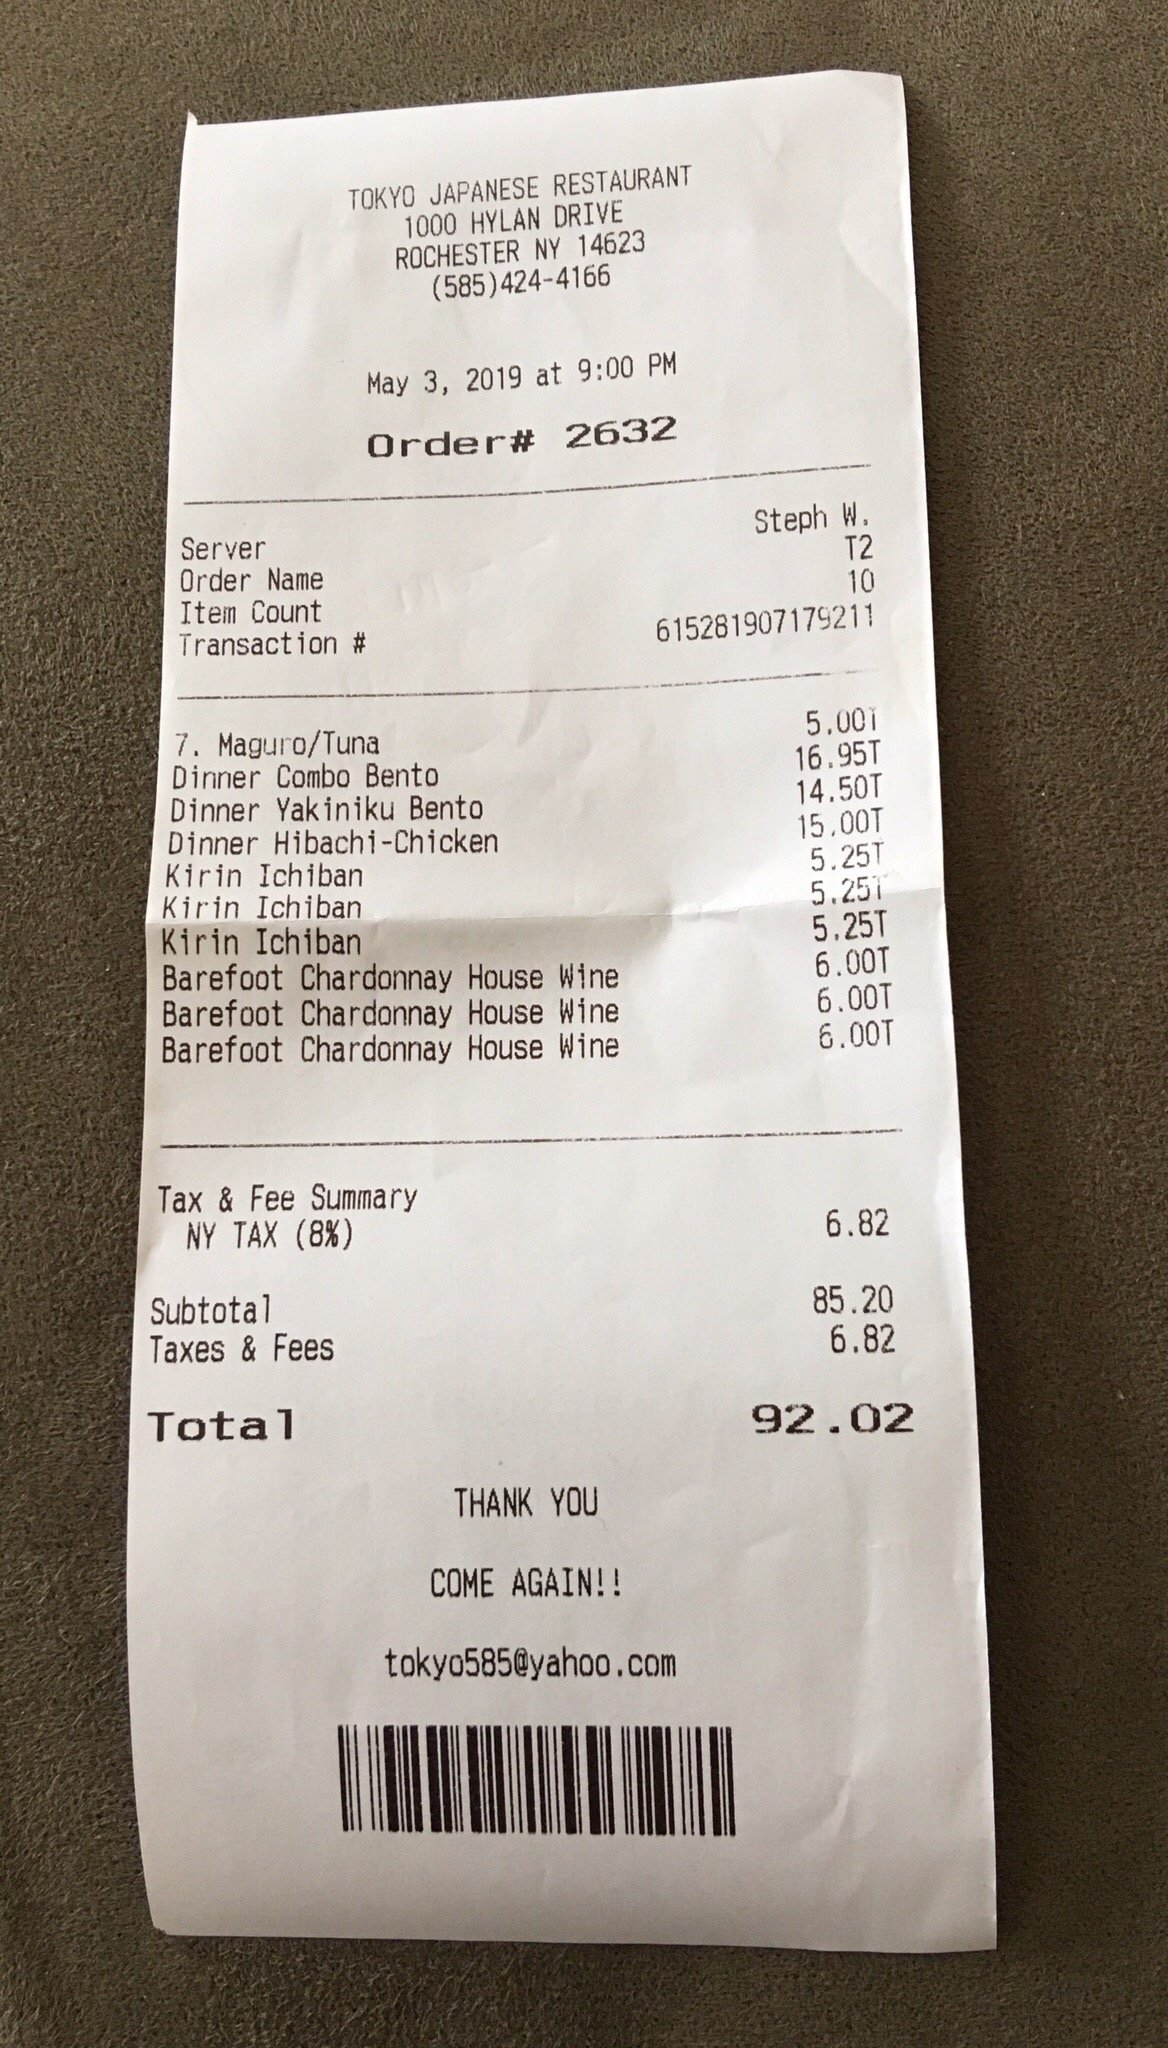 TOKYO JAPANESE RESTAURANT
1000 HYLAN DRIVE
ROCHESTER NY 14623
(585)424-4166
May 3, 2019 at 9:00 PM
Order# 2632
Server Steph W.
Order Name T2
Item Count 10
Transaction # 615281907179211
7. Maguro/Tuna 5.00T
Dinner Combo Bento 16.95T
Dinner Yakiniku Bento 14.50T
Dinner Hibachi-Chicken 15.00T
Kirin Ichiban 5.25T
Kirin Ichiban 5.25T
Kirin Ichiban 5.25T
Barefoot Chardonnay House Wine 6.00T
Barefoot Chardonnay House Wine 6.00T
Barefoot Chardonnay House Wine 6.00T
Tax & Fee Summary
NY TAX (8%) 6.82
Subtotal 85.20
Taxes & Fees 6.82
Total 92.02
THANK YOU
COME AGAIN!!
tokyo585@yahoo.com